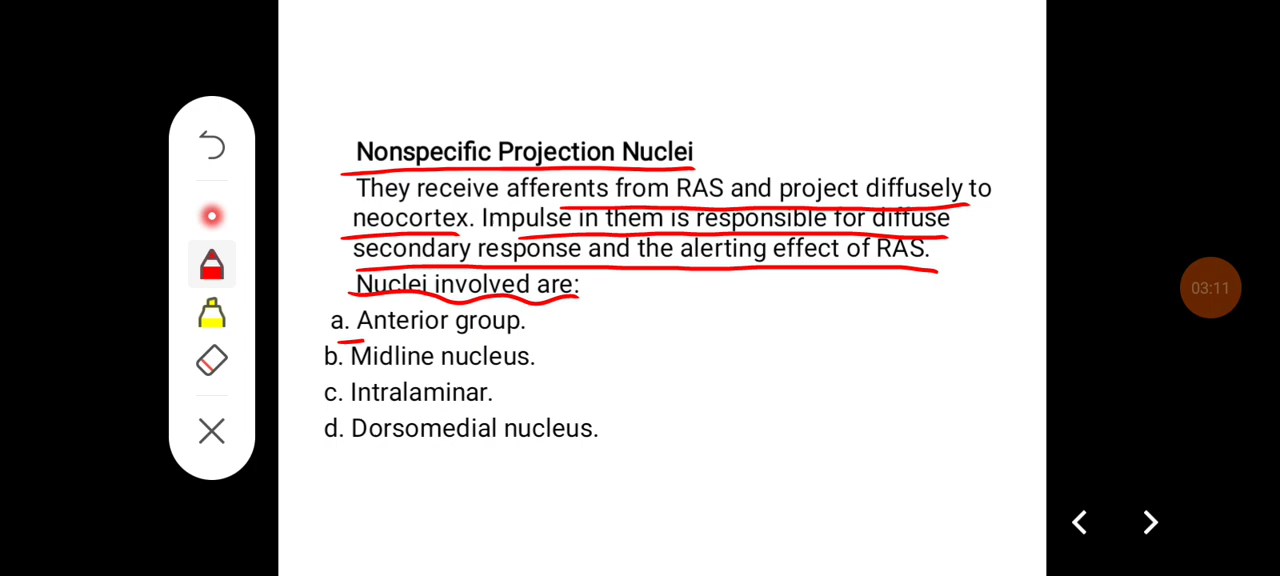 Nonspecific Projection Nuclei
They receive afferents from RAS and project diffusely to
neocortex. Impulse in them is responsible for diffuse
secondary response and the alerting effect of RAS.
Nuclei involved are:
a. Anterior group.
b. Midline nucleus.
c. Intralaminar.
d. Dorsomedial nucleus.
03:11